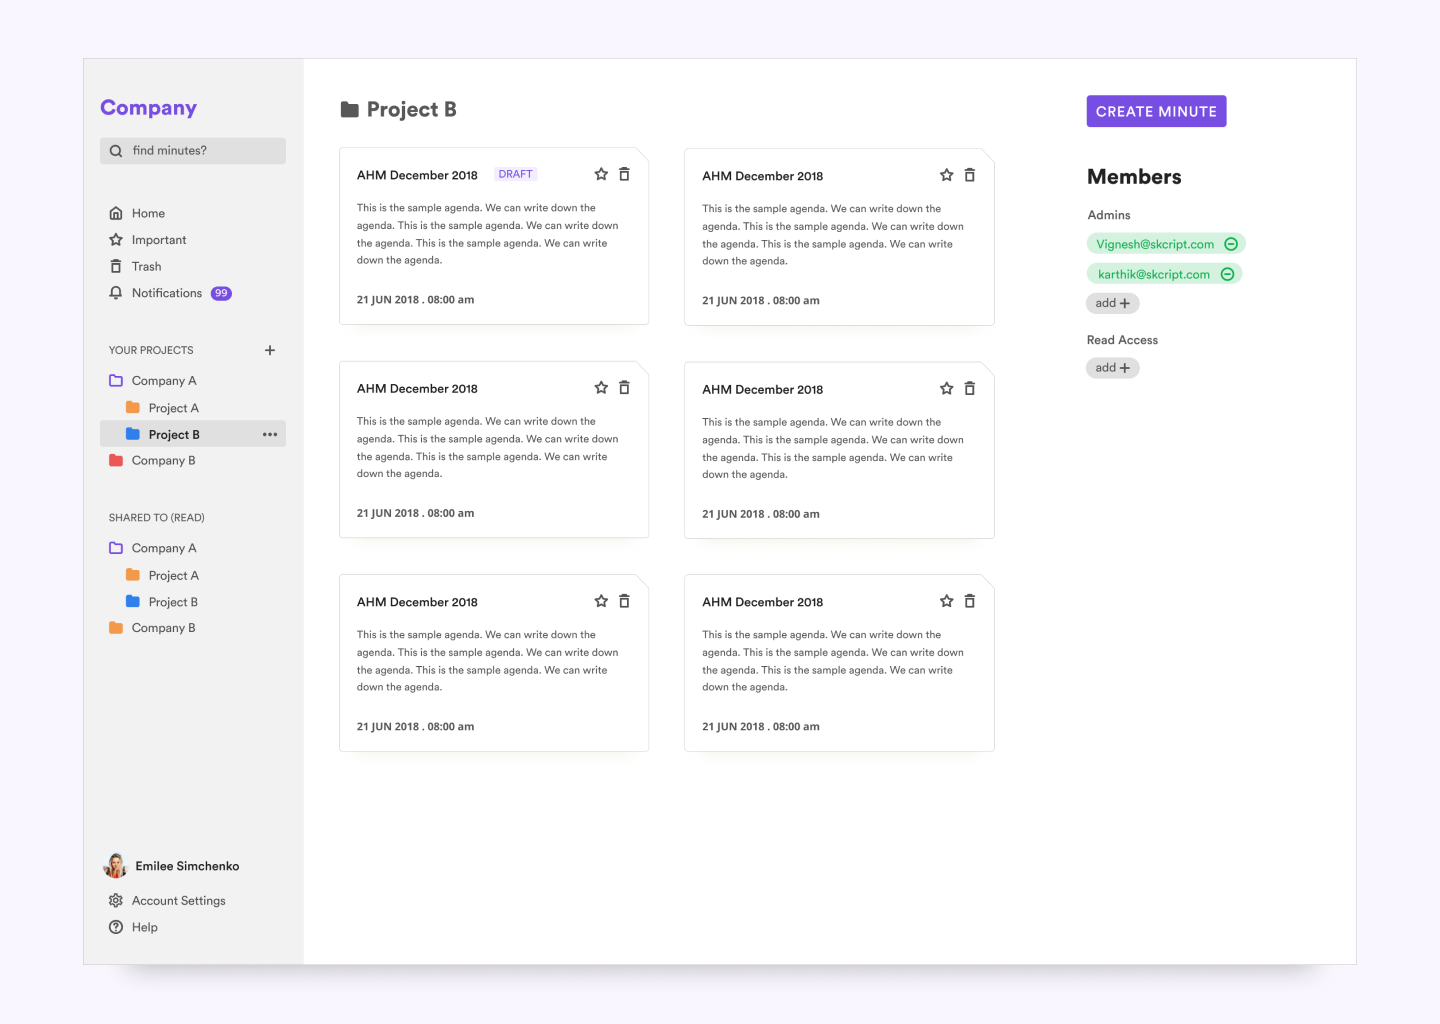 Company
find minutes?
Home
Important
Trash
Notifications 99
YOUR PROJECTS
Company A
Project A
Project B
Company B
SHARED TO (READ)
Company A
Project A
Project B
Company B
Emilee Simchenko
Account Settings
Help
Project B
AHM December 2018 DRAFT
This is the sample agenda. We can write down the
agenda. This is the sample agenda. We can write down
the agenda. This is the sample agenda. We can write
down the agenda.
21 JUN 2018 . 08:00 am
AHM December 2018
This is the sample agenda. We can write down the
agenda. This is the sample agenda. We can write down
the agenda. This is the sample agenda. We can write
down the agenda.
21 JUN 2018 . 08:00 am
AHM December 2018
This is the sample agenda. We can write down the
agenda. This is the sample agenda. We can write down
the agenda. This is the sample agenda. We can write
down the agenda.
21 JUN 2018 . 08:00 am
AHM December 2018
This is the sample agenda. We can write down the
agenda. This is the sample agenda. We can write down
the agenda. This is the sample agenda. We can write
down the agenda.
21 JUN 2018 . 08:00 am
AHM December 2018
This is the sample agenda. We can write down the
agenda. This is the sample agenda. We can write down
the agenda. This is the sample agenda. We can write
down the agenda.
21 JUN 2018 . 08:00 am
AHM December 2018
This is the sample agenda. We can write down the
agenda. This is the sample agenda. We can write down
the agenda. This is the sample agenda. We can write
down the agenda.
21 JUN 2018 . 08:00 am
CREATE MINUTE
Members
Admins
Vignesh@skcript.com
karthik@skcript.com
add
Read Access
add